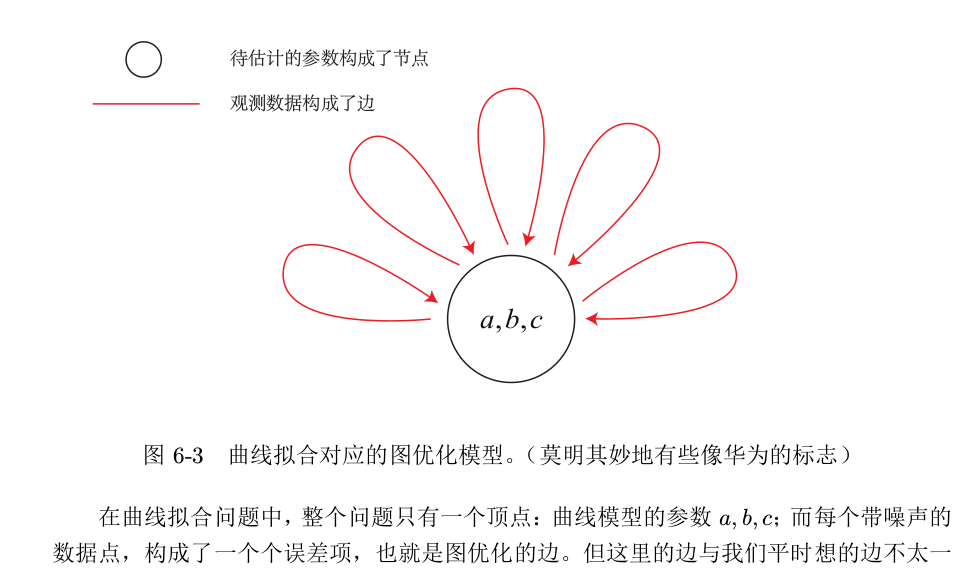 待估计的参数构成了节点
观测数据构成了边
a,b,c
图 6-3 曲线拟合对应的图优化模型。（莫明其妙地有些像华为的标志）
在曲线拟合问题中，整个问题只有一个顶点：曲线模型的参数 a, b, c；而每个带噪声的
数据点，构成了一个个误差项，也就是图优化的边。但这里的边与我们平时想的边不太一